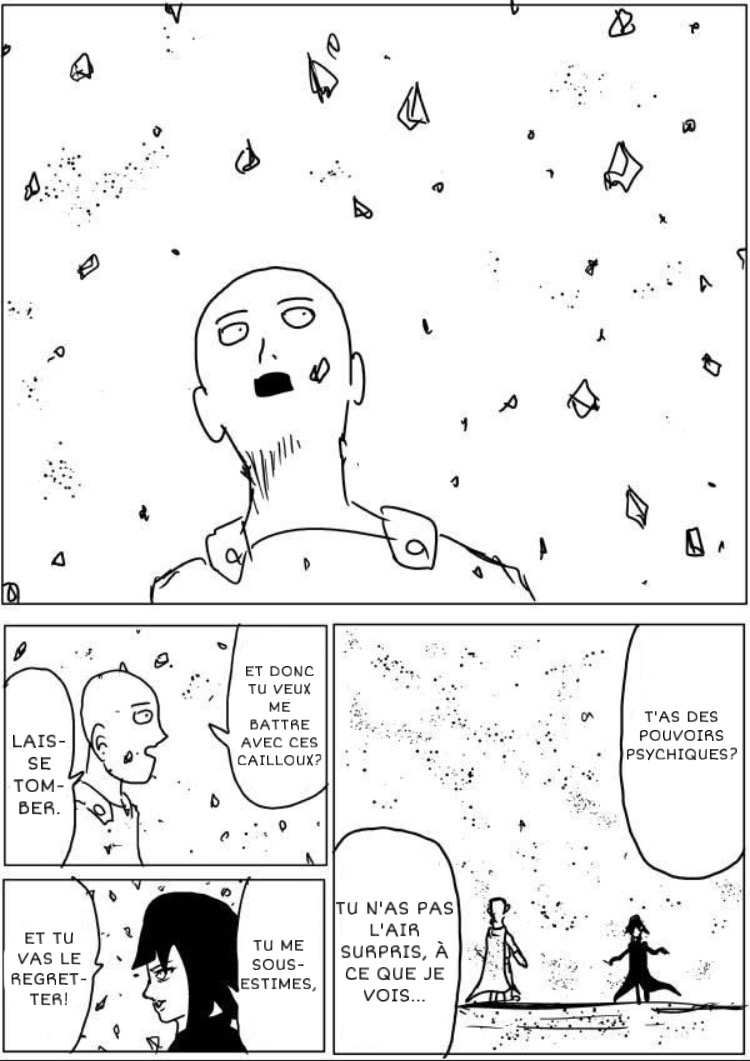 T'AS DES
POUVOIRS
PSYCHIQUES?
TU N'AS PAS
L'AIR
SURPRIS, À
CE QUE JE
VOIS...
ET DONC
TU VEUX
ME
BATTRE
AVEC CES
CAILLOUX?
LAIS-
SE
TOM-
BER.
TU ME
SOUS-
ESTIMES,
ET TU
VAS LE
REGRET-
TER!